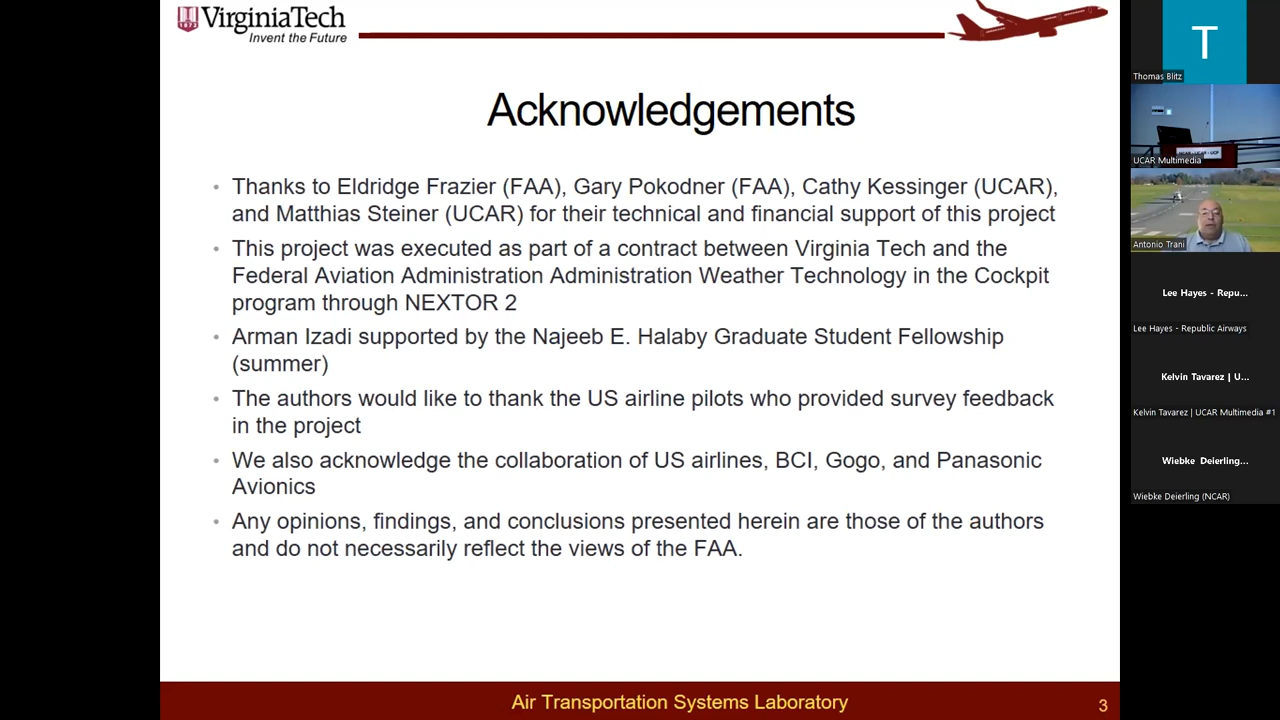 VirginiaTech
Invent the Future
Acknowledgements
• Thanks to Eldridge Frazier (FAA), Gary Pokodner (FAA), Cathy Kessinger (UCAR),
and Matthias Steiner (UCAR) for their technical and financial support of this project
• This project was executed as part of a contract between Virginia Tech and the
Federal Aviation Administration Administration Weather Technology in the Cockpit
program through NEXTOR 2
• Arman Izadi supported by the Najeeb E. Halaby Graduate Student Fellowship
(summer)
• The authors would like to thank the US airline pilots who provided survey feedback
in the project
• We also acknowledge the collaboration of US airlines, BCI, Gogo, and Panasonic
Avionics
• Any opinions, findings, and conclusions presented herein are those of the authors
and do not necessarily reflect the views of the FAA.
Air Transportation Systems Laboratory
3
T
Thomas Blitz
NCAR - UCAR - UCP
UCAR Multimedia
Antonio Trani
Lee Hayes - Repu...
Lee Hayes - Republic Airways
Kelvin Tavarez | U...
Kelvin Tavarez | UCAR Multimedia #1
Wiebke Deierling...
Wiebke Deierling (NCAR)